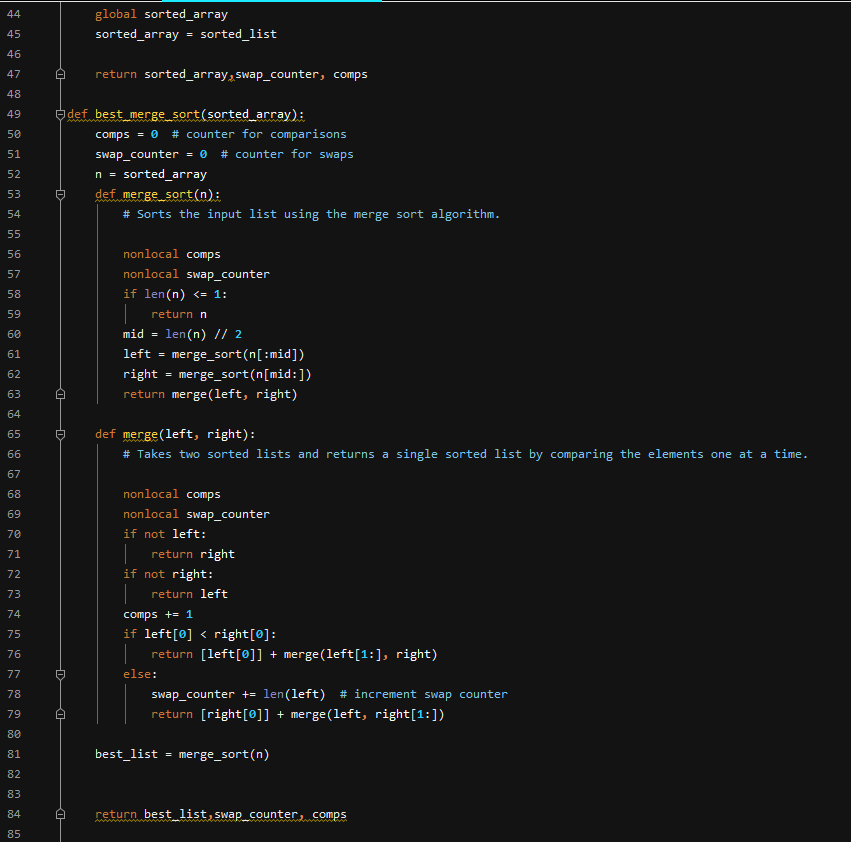 44 global sorted_array
45 sorted_array = sorted_list
46
47 return sorted_array,swap_counter, comps
48
49 def best_merge_sort(sorted_array):
50 comps = 0  # counter for comparisons
51 swap_counter = 0  # counter for swaps
52 n = sorted_array
53 def merge_sort(n):
54 # Sorts the input list using the merge sort algorithm.
55
56 nonlocal comps
57 nonlocal swap_counter
58 if len(n) <= 1:
59 return n
60 mid = len(n) // 2
61 left = merge_sort(n[:mid])
62 right = merge_sort(n[mid:])
63 return merge(left, right)
64
65 def merge(left, right):
66 # Takes two sorted lists and returns a single sorted list by comparing the elements one at a time.
67
68 nonlocal comps
69 nonlocal swap_counter
70 if not left:
71 return right
72 if not right:
73 return left
74 comps += 1
75 if left[0] < right[0]:
76 return [left[0]] + merge(left[1:], right)
77 else:
78 swap_counter += len(left)  # increment swap counter
79 return [right[0]] + merge(left, right[1:])
80
81 best_list = merge_sort(n)
82
83
84 return best_list,swap_counter, comps
85